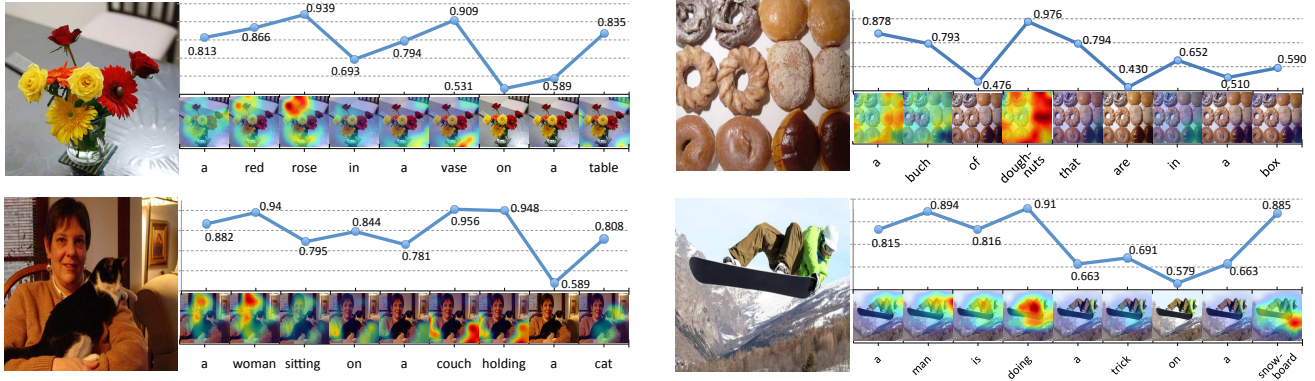 0.813 0.866 0.939 0.693 0.794 0.909 0.531 0.589 0.835
a red rose in a vase on a table
0.878 0.793 0.476 0.976 0.794 0.430 0.652 0.510 0.590
a buch of dough-nuts that are in a box
0.882 0.94 0.795 0.844 0.781 0.956 0.948 0.589 0.808
a woman sitting on a couch holding a cat
0.815 0.894 0.816 0.91 0.663 0.691 0.579 0.663 0.885
a man is doing a trick on a snow-board